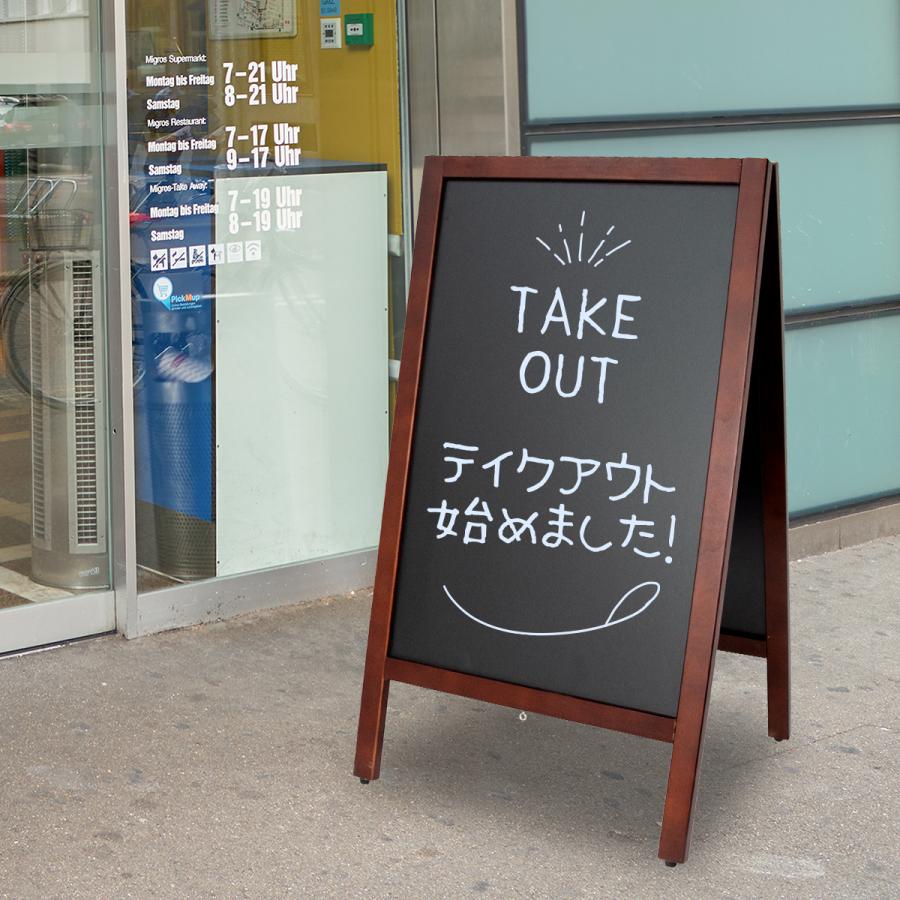 Migros Supermarkt:
Montag bis Freitag 7–21 Uhr
Samstag 8–21 Uhr
Migros Restaurant:
Montag bis Freitag 7–17 Uhr
Samstag 9–17 Uhr
Migros-Take Away:
Montag bis Freitag 7–19 Uhr
Samstag 8–19 Uhr
PickMup
TAKE
OUT
テイクアウト
始めました!